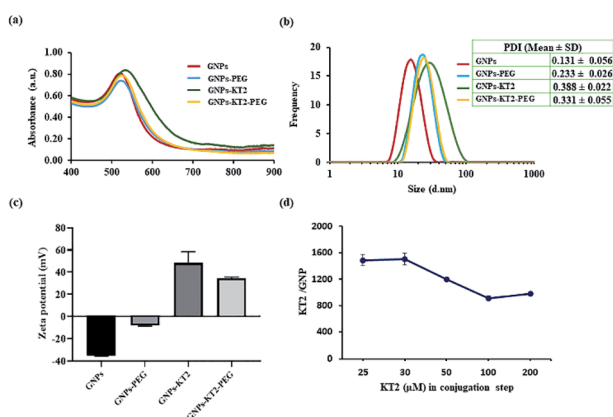 (a)
Absorbance (a.u.)
1.00
0.80
0.60
0.40
0.20
0.00
400
500
600
700
800
900
Wavelength (nm)
GNPs
GNPs-PEG
GNPs-KT2
GNPs-KT2-PEG
(b)
Frequency
20
15
10
5
0
1
10
100
1000
Size (d.nm)
GNPs
GNPs-PEG
GNPs-KT2
GNPs-KT2-PEG
PDI (Mean ± SD)
0.131 ± 0.056
0.233 ± 0.026
0.388 ± 0.022
0.331 ± 0.055
(c)
Zeta potential (mV)
80
60
40
20
0
-20
-40
GNPs
GNPs-PEG
GNPs-KT2
GNPs-KT2-PEG
(d)
KT2 /GNP
2000
1600
1200
800
400
0
25
30
50
100
200
KT2 (µM) in conjugation step